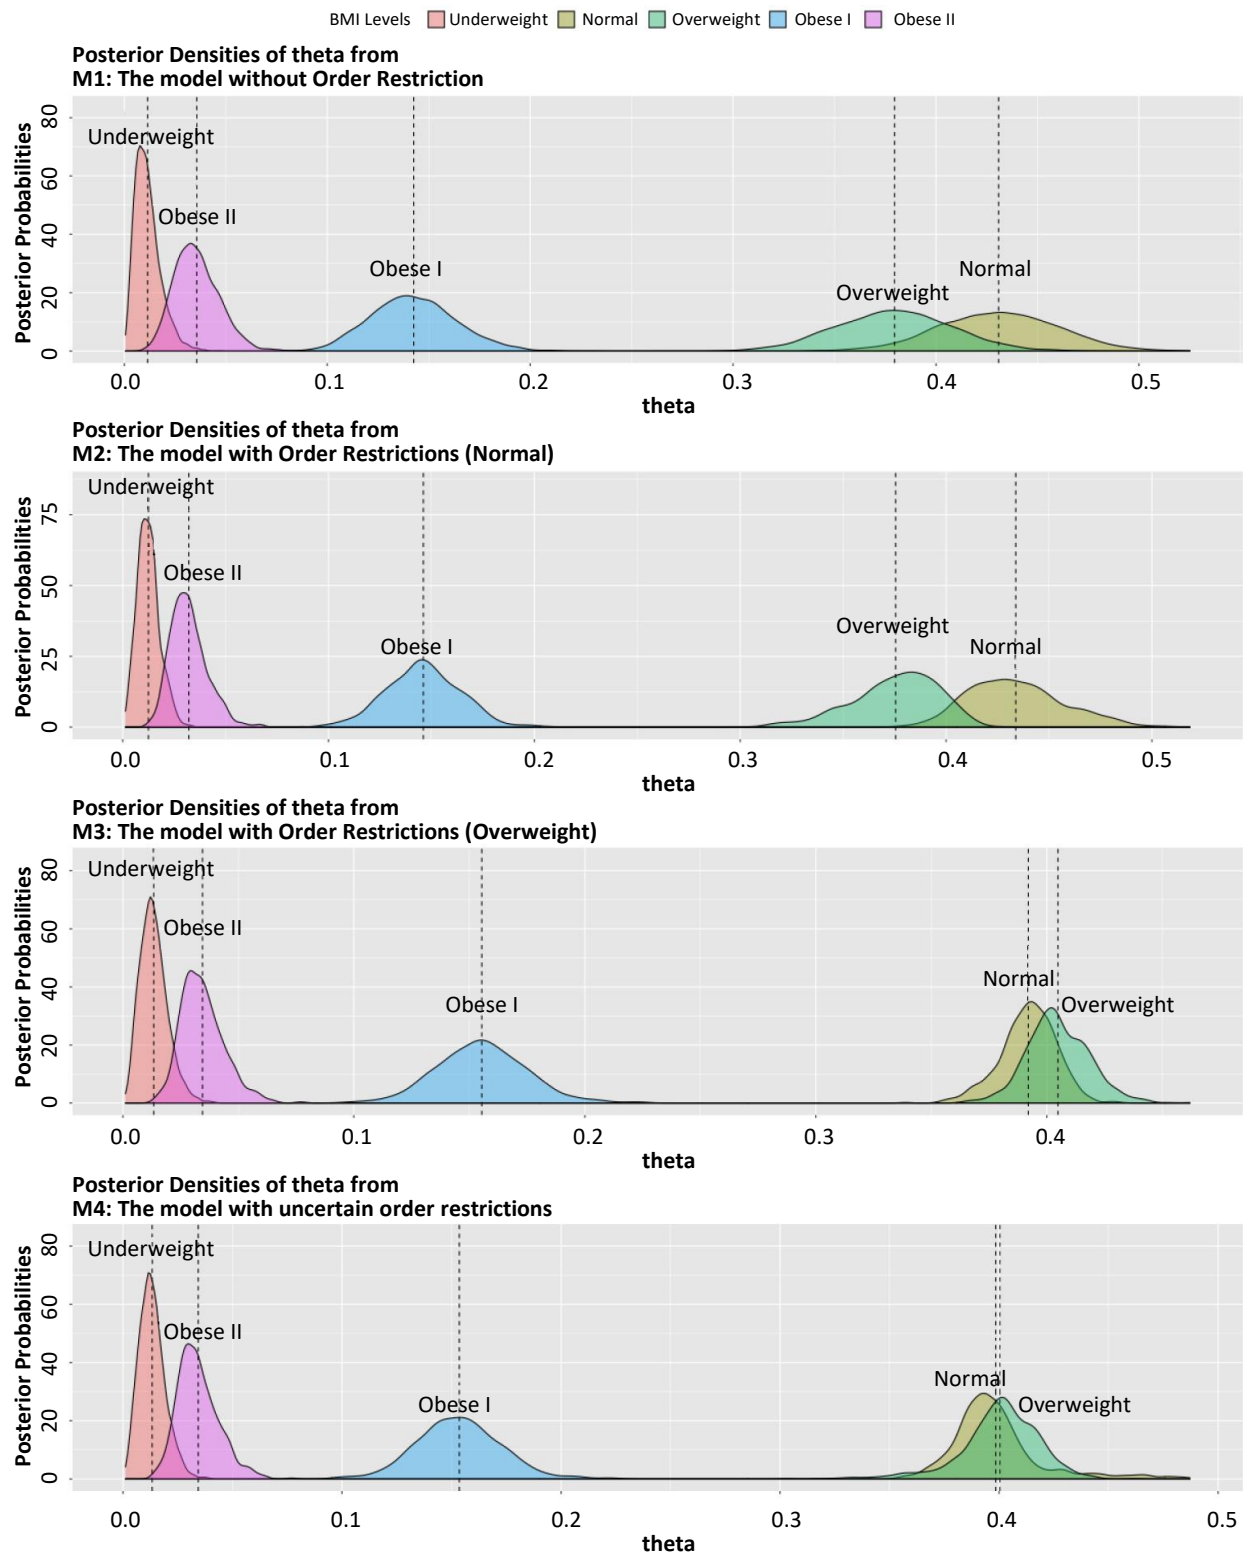 BMI Levels Underweight Normal Overweight Obese I Obese II
Posterior Densities of theta from
M1: The model without Order Restriction
Posterior Probabilities
80
60
40
20
0
Underweight
Obese II
Obese I
Overweight
Normal
0.0 0.1 0.2 0.3 0.4 0.5
theta
Posterior Densities of theta from
M2: The model with Order Restrictions (Normal)
Posterior Probabilities
75
50
25
0
Underweight
Obese II
Obese I
Overweight
Normal
0.0 0.1 0.2 0.3 0.4 0.5
theta
Posterior Densities of theta from
M3: The model with Order Restrictions (Overweight)
Posterior Probabilities
80
60
40
20
0
Underweight
Obese II
Obese I
Normal
Overweight
0.0 0.1 0.2 0.3 0.4
theta
Posterior Densities of theta from
M4: The model with uncertain order restrictions
Posterior Probabilities
80
60
40
20
0
Underweight
Obese II
Obese I
Normal
Overweight
0.0 0.1 0.2 0.3 0.4 0.5
theta